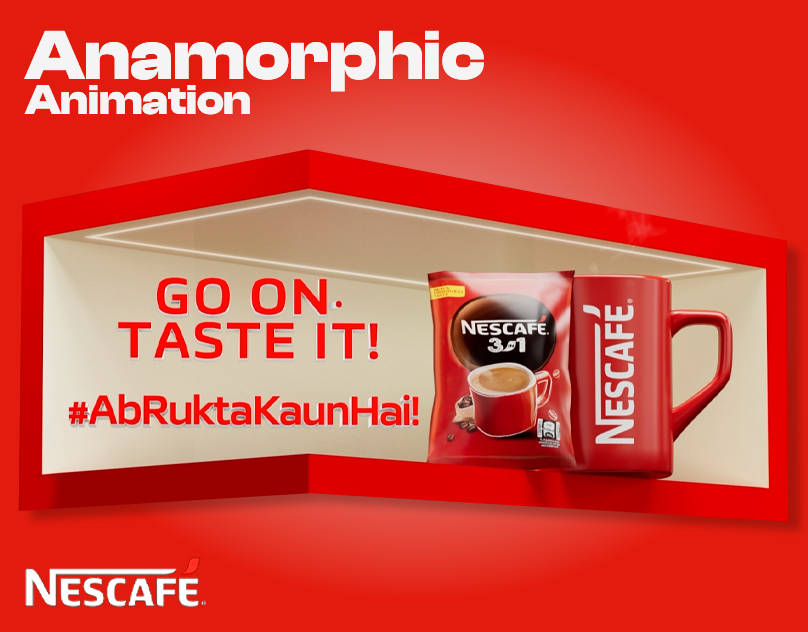 Anamorphic
Animation
GO ON.
TASTE IT!
#AbRuktaKaunHai!
NESCAFÉ.
3in1
NESCAFÉ®
NESCAFÉ®